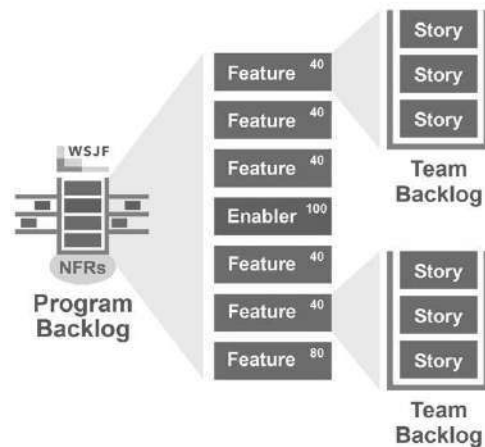 WSJF
NFRs
Program
Backlog
Feature 40
Feature 40
Feature 40
Enabler 100
Feature 40
Feature 40
Feature 80
Story
Story
Story
Team
Backlog
Story
Story
Story
Team
Backlog